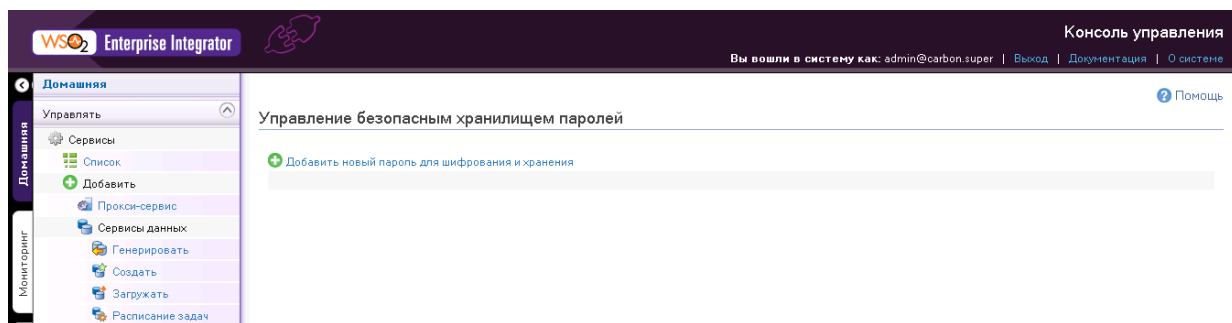 WSO2 Enterprise Integrator
Консоль управления
Вы вошли в систему как: admin@carbon.super | Выход | Документация | О системе
Домашняя
Помощь
Управлять
Управление безопасным хранилищем паролей
Сервисы
Список
Добавить новый пароль для шифрования и хранения
Добавить
Прокси-сервис
Сервисы данных
Генерировать
Создать
Загружать
Расписание задач
Домашняя
Мониторинг